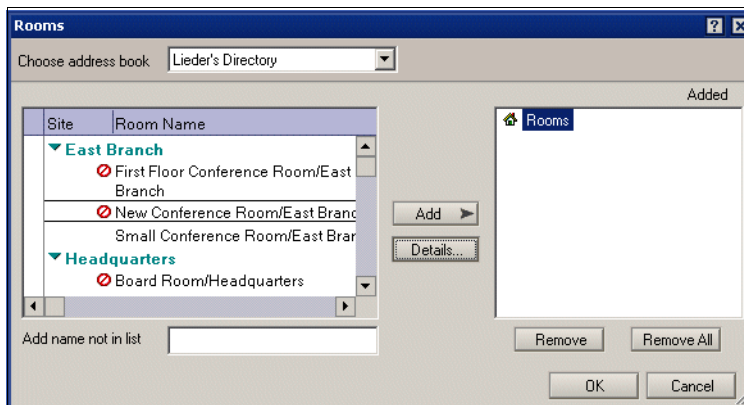 Rooms
Choose address book Lieder's Directory
Added
Site Room Name
East Branch
First Floor Conference Room/East
Branch
New Conference Room/East Branc
Small Conference Room/East Bran
Headquarters
Board Room/Headquarters
Add
Details...
Rooms
Add name not in list
Remove Remove All
OK Cancel